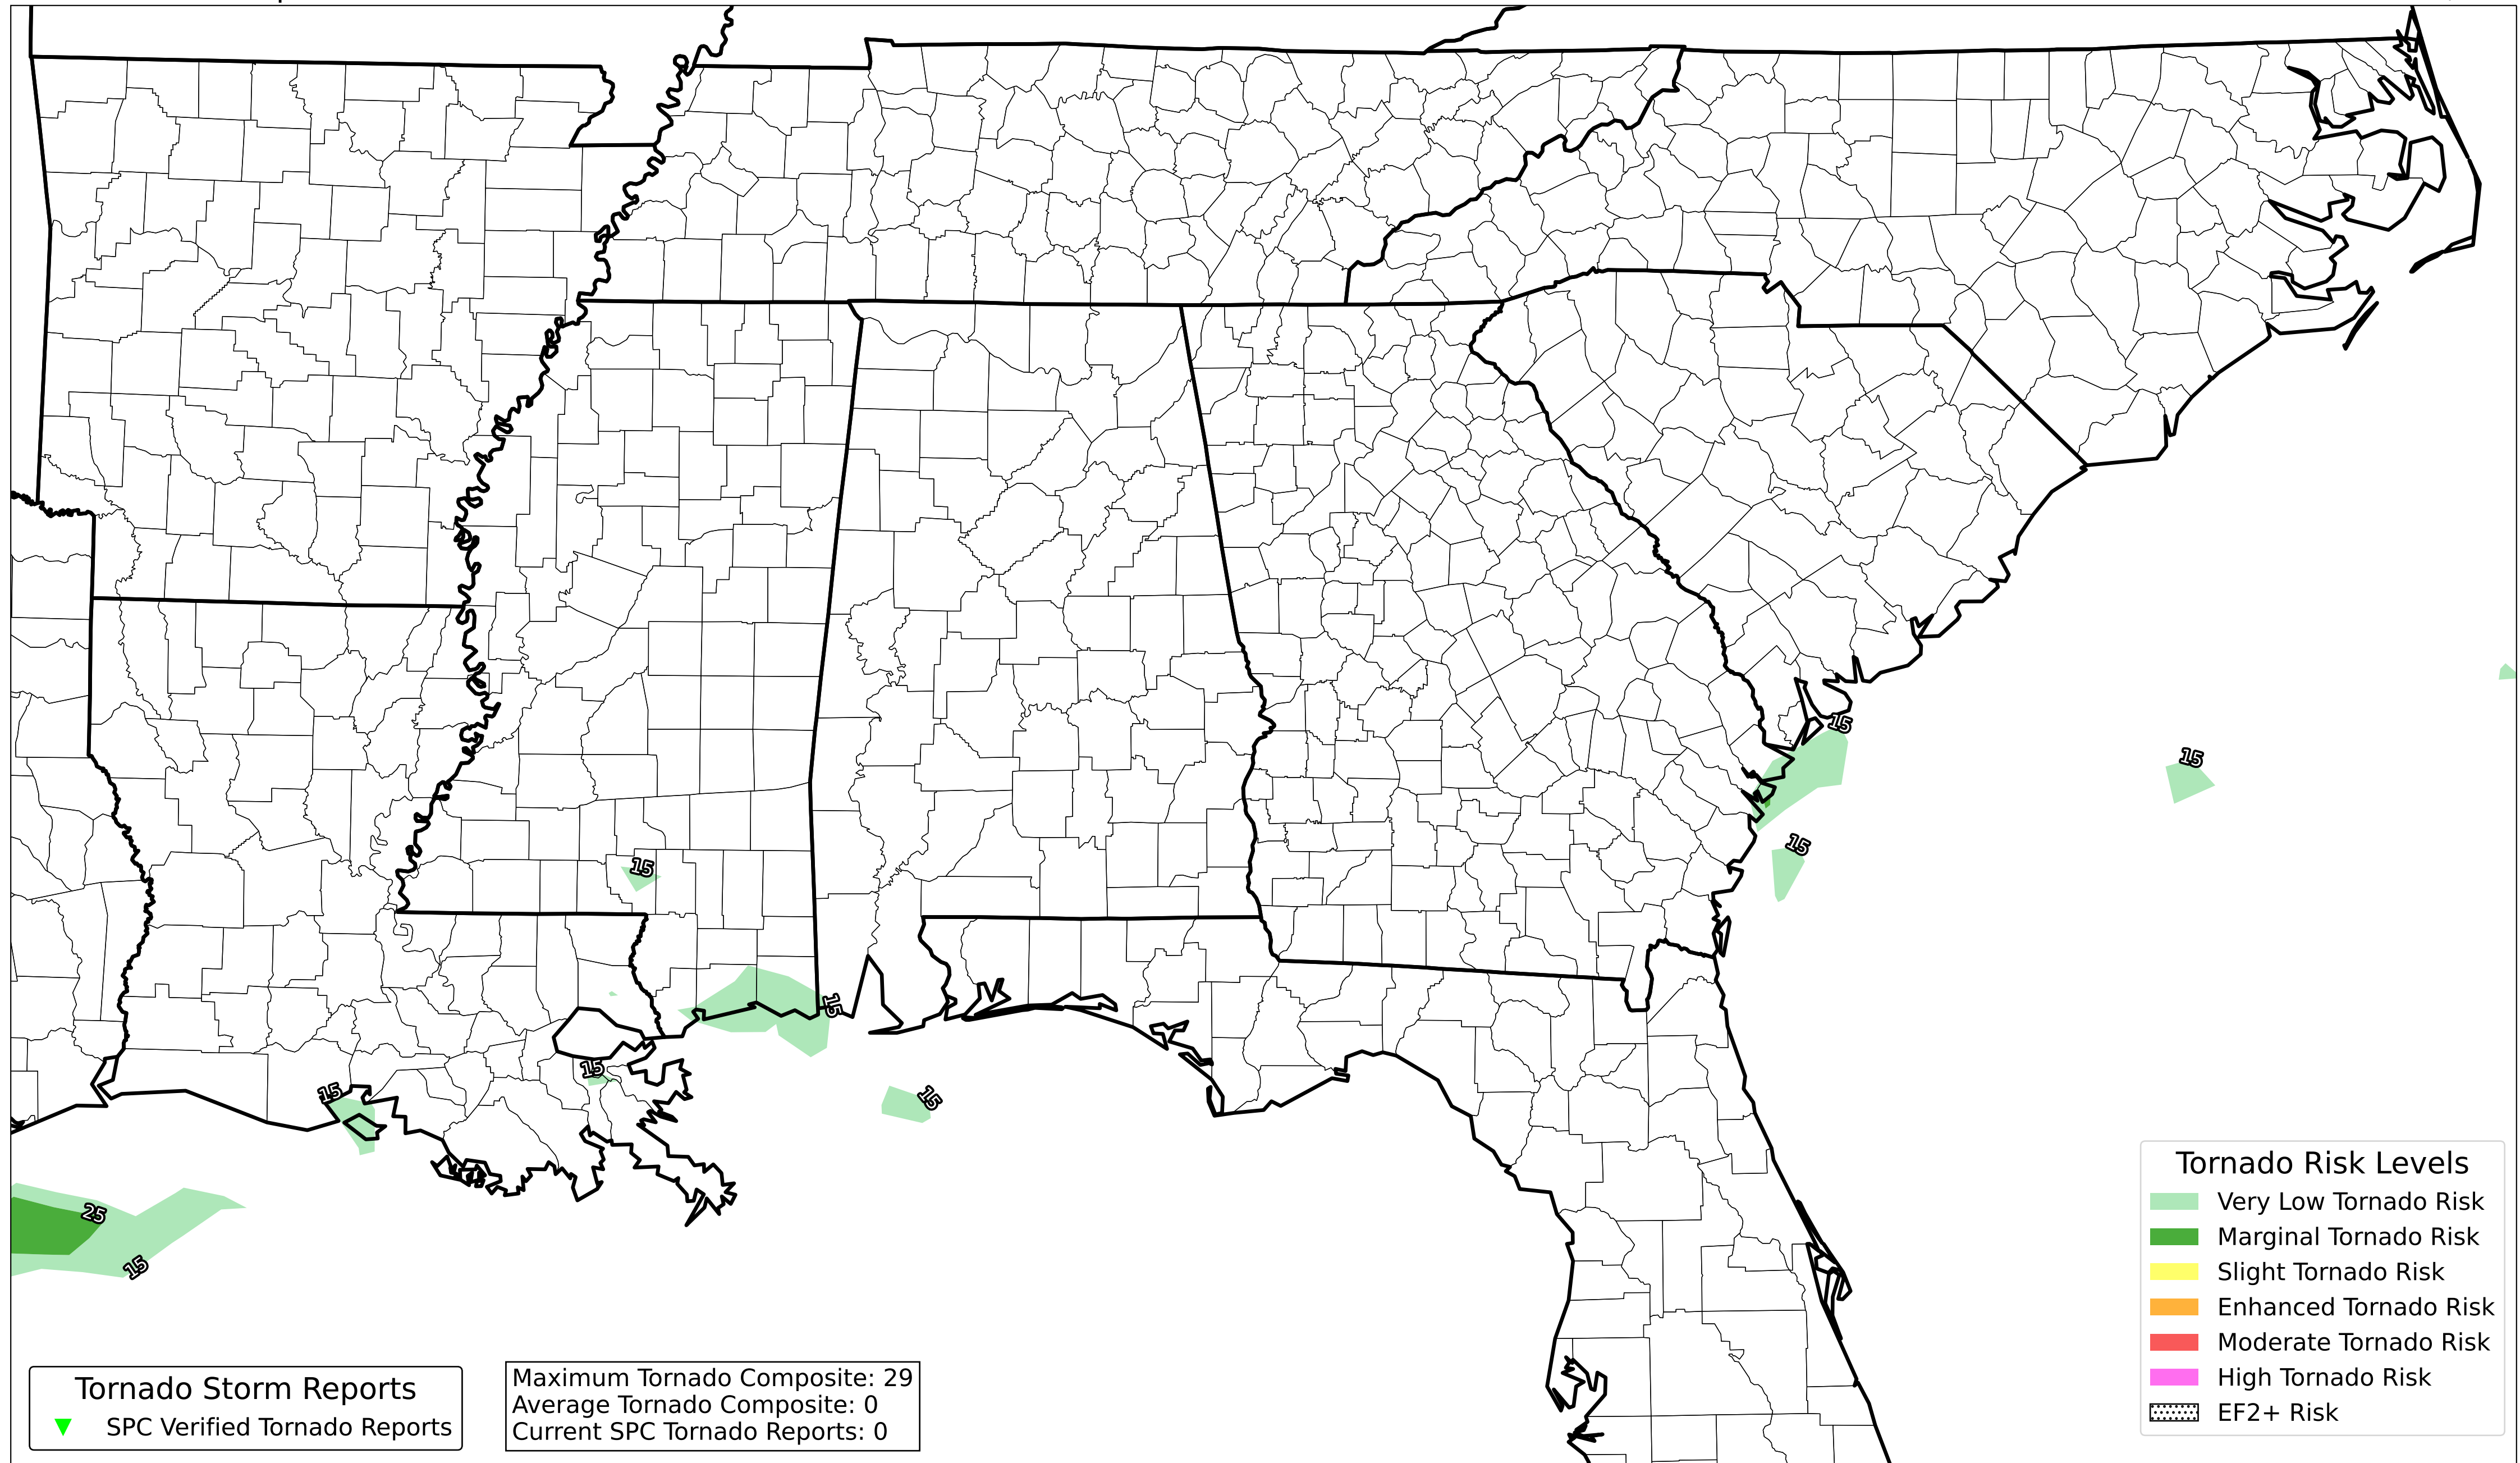 15
15
15
15
15
15
15
15
25
15
Tornado Risk Levels
Very Low Tornado Risk
Marginal Tornado Risk
Slight Tornado Risk
Enhanced Tornado Risk
Moderate Tornado Risk
High Tornado Risk
EF2+ Risk
Tornado Storm Reports
SPC Verified Tornado Reports
Maximum Tornado Composite: 29
Average Tornado Composite: 0
Current SPC Tornado Reports: 0